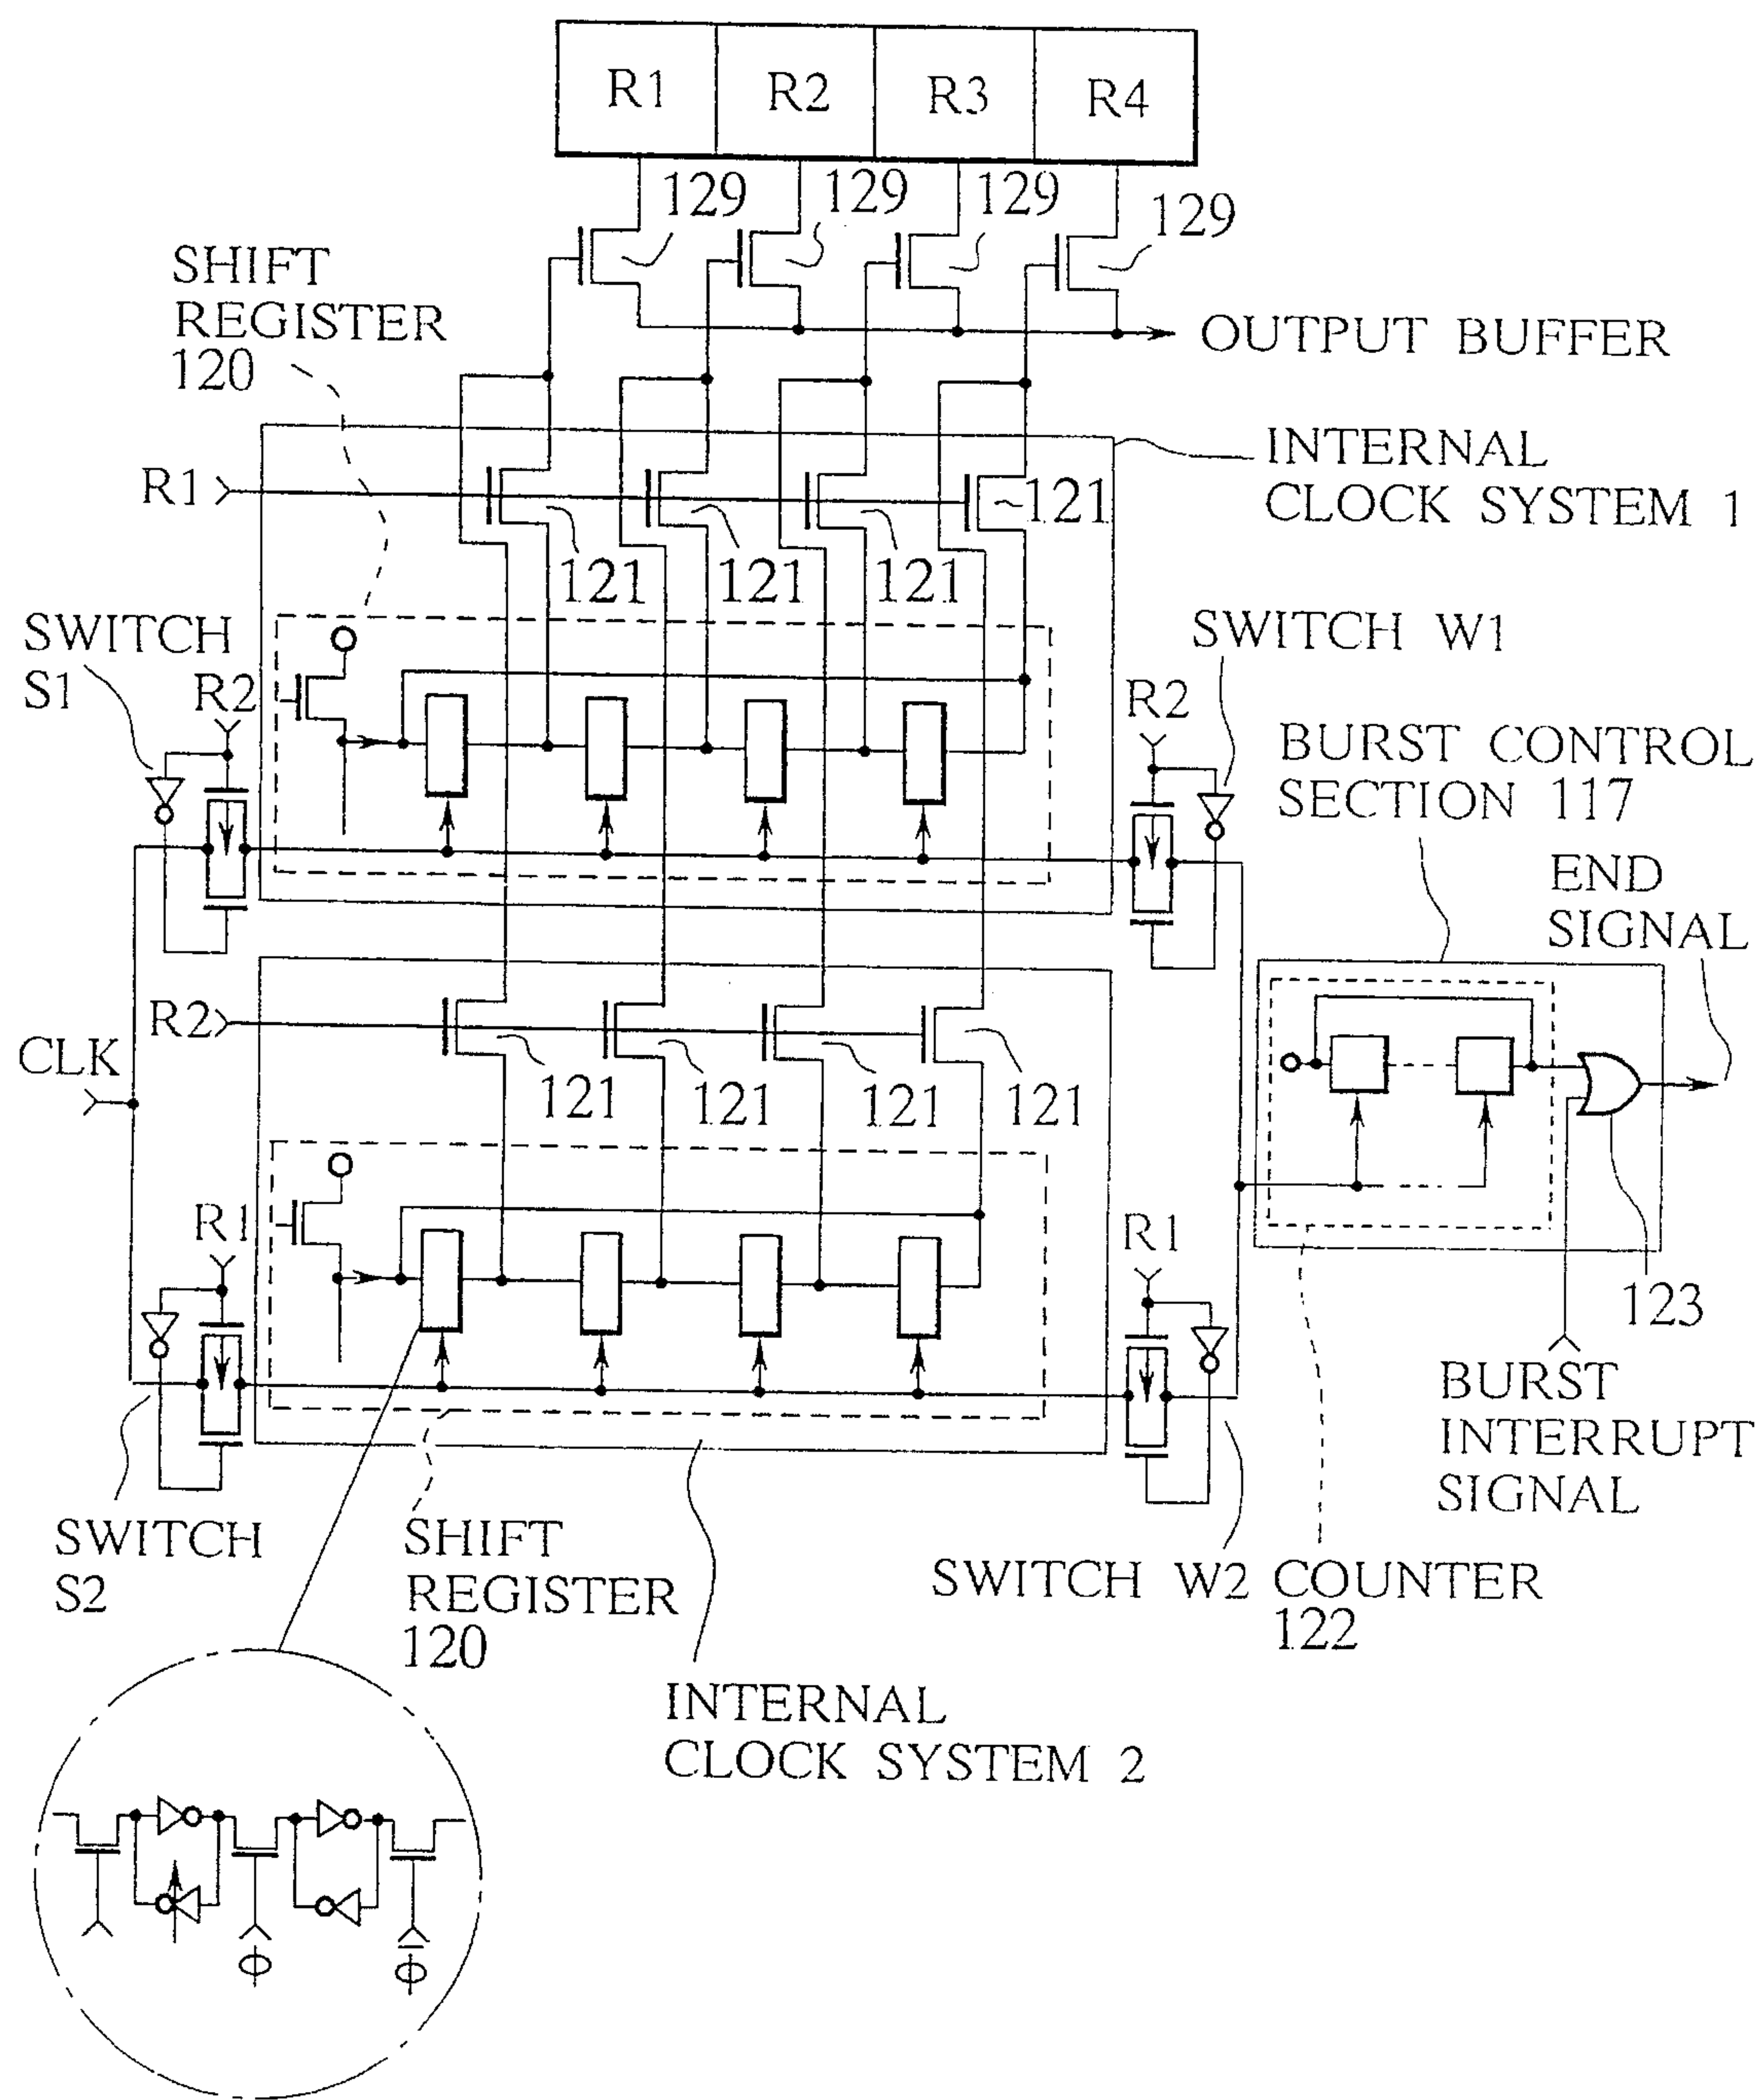 R1 R2 R3 R4
129 129 129 129
SHIFT
REGISTER
120
OUTPUT BUFFER
INTERNAL
CLOCK SYSTEM 1
R1
121 121 121 121
SWITCH
S1
R2
SWITCH W1
R2
BURST CONTROL
SECTION 117
END
SIGNAL
R2
CLK
121 121 121 121
R1
R1
123
BURST
INTERRUPT
SIGNAL
SWITCH
S2
SHIFT
REGISTER
120
SWITCH W2
COUNTER
122
INTERNAL
CLOCK SYSTEM 2
Φ
Φ̅